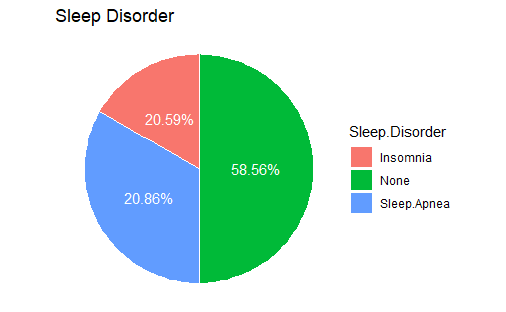 Sleep Disorder
20.59%
58.56%
20.86%
Sleep.Disorder
Insomnia
None
Sleep.Apnea